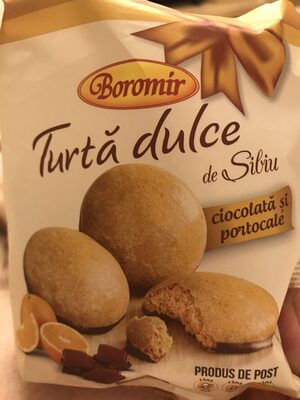 Boromir
Turtă dulce
de Sibiu
ciocolată și
portocale
PRODUS DE POST